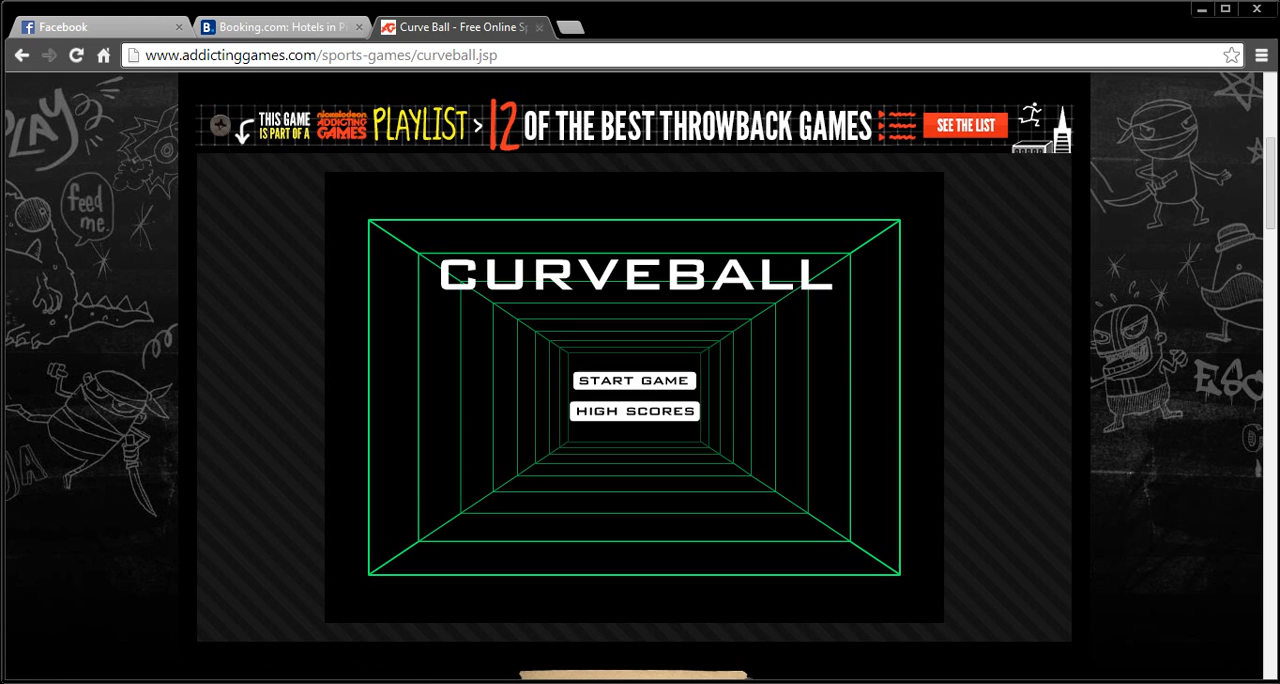 Facebook
Booking.com: Hotels in P
Curve Ball - Free Online S
www.addictinggames.com/sports-games/curveball.jsp
THIS GAME
IS PART OF A
nickelodeon
ADDICTING
GAMES
PLAYLIST > 12 OF THE BEST THROWBACK GAMES
SEE THE LIST
PLAY
feed
me.
CURVEBALL
START GAME
HIGH SCORES
ESC